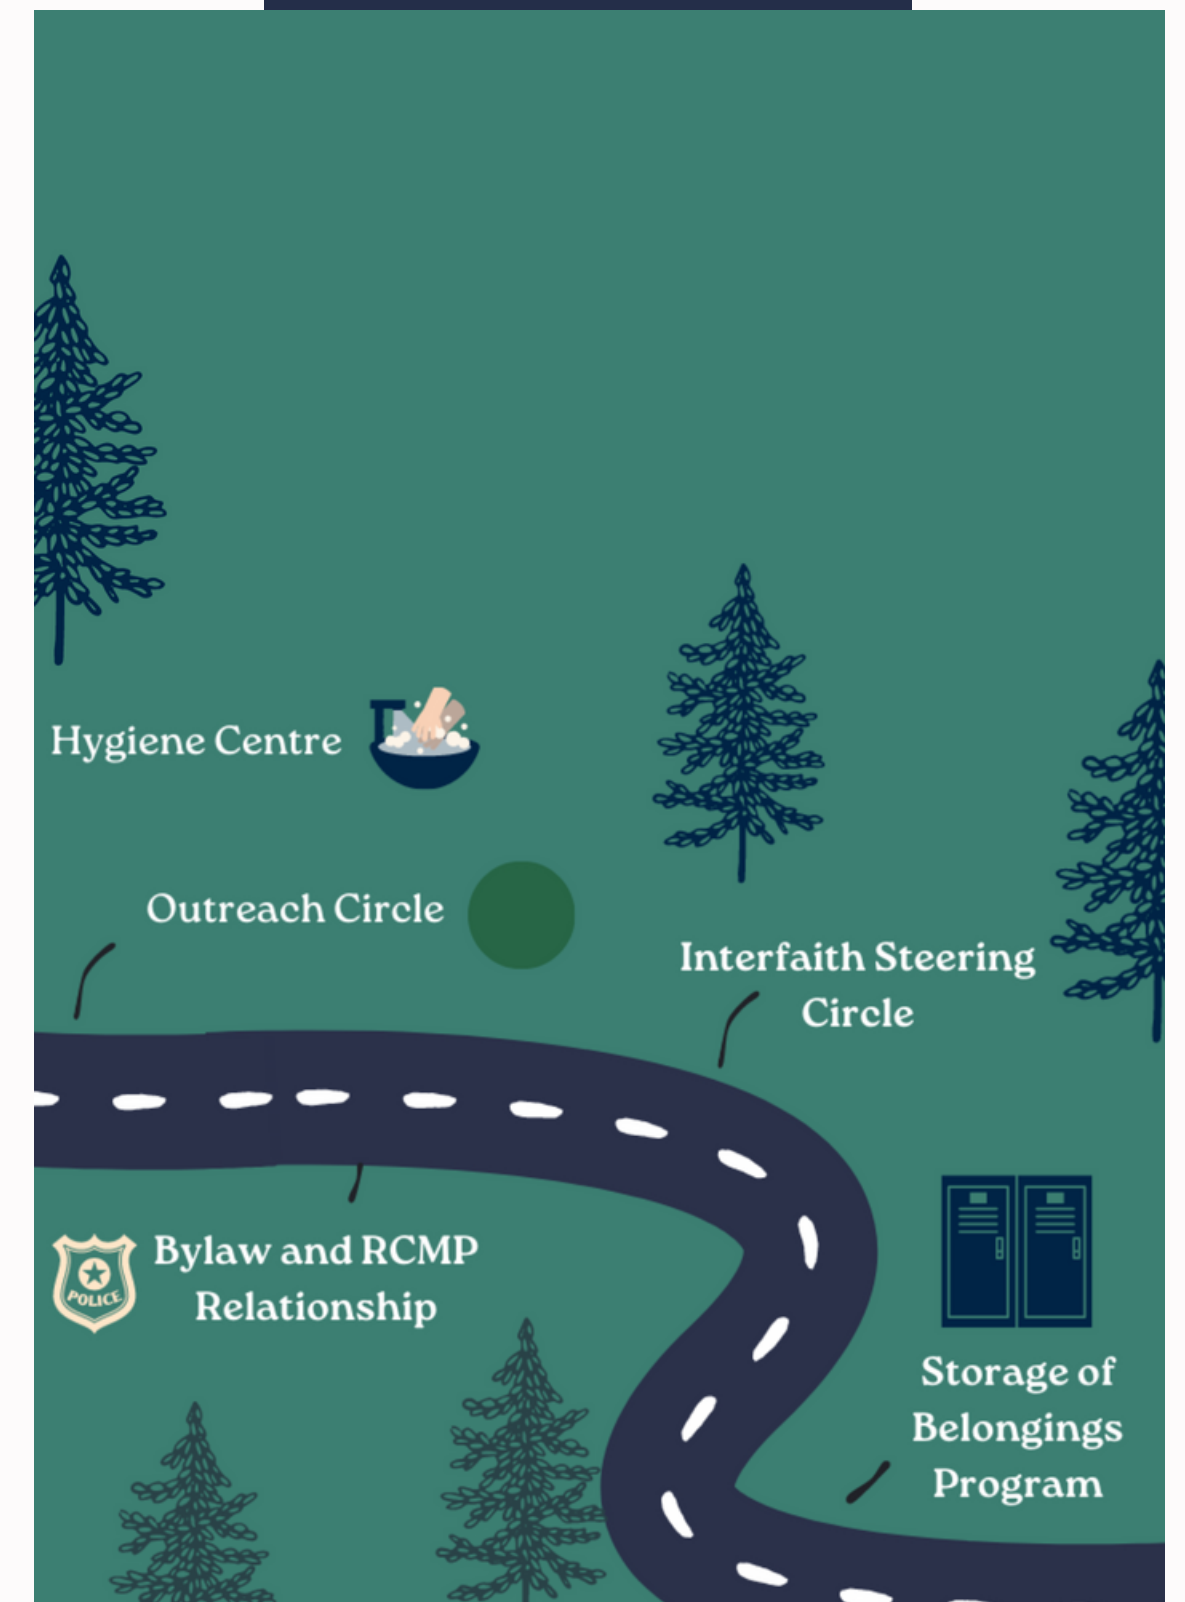 Hygiene Centre
Outreach Circle
Interfaith Steering
Circle
Bylaw and RCMP
Relationship
POLICE
Storage of
Belongings
Program